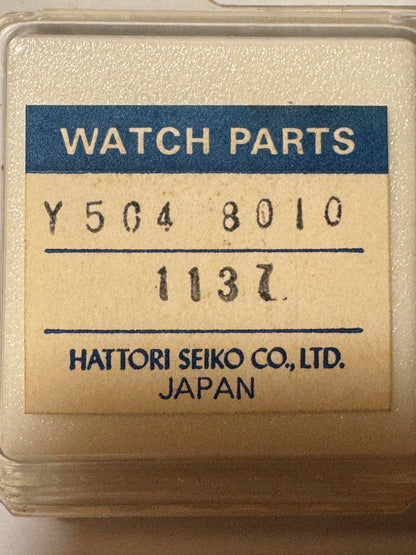 WATCH PARTS
Y504 8010
1137
HATTORI SEIKO CO., LTD.
JAPAN